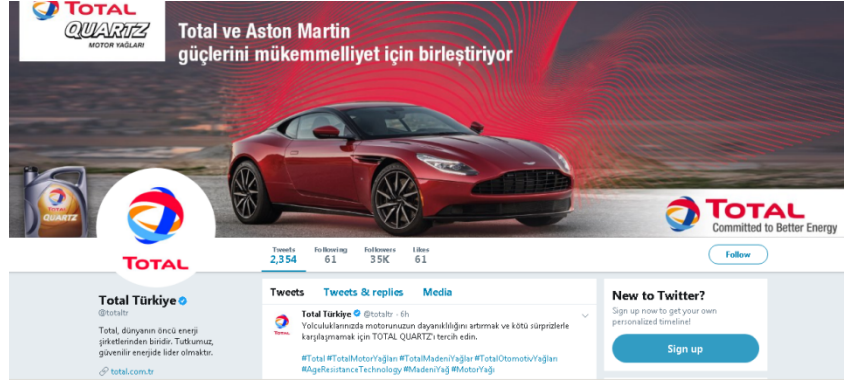 TOTAL
QUARTZ
MOTOR YAĞLARI
Total ve Aston Martin
güçlerini mükemmelliyet için birleştiriyor
TOTAL
QUARTZ
TOTAL
TOTAL
Committed to Better Energy
Tweets
2,354
Following
61
Followers
35K
Likes
61
Follow
Total Türkiye
@totaltr
Total, dünyanın öncü enerji
şirketlerinden biridir. Tutkumuz,
güvenilir enerjide lider olmaktır.
total.com.tr
Tweets Tweets & replies Media
TOTAL
Total Türkiye @totaltr · 6h
Yolculuklarınızda motorunuzun dayanıklılığını artırmak ve kötü sürprizlerle
karşılaşmamak için TOTAL QUARTZ'ı tercih edin.
#Total #TotalMotorYağları #TotalMadeniYağlar #TotalOtomotivYağları
#AgeResistanceTechnology #MadeniYağ #MotorYağı
New to Twitter?
Sign up now to get your own
personalized timeline!
Sign up